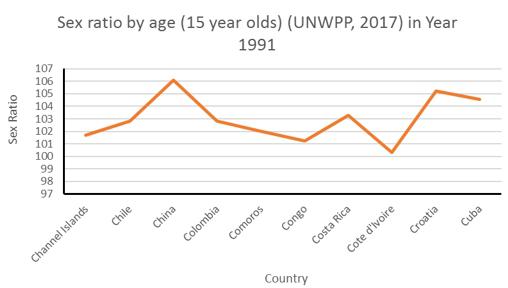 Sex ratio by age (15 year olds) (UNWPP, 2017) in Year
1991
Sex Ratio
107
106
105
104
103
102
101
100
99
98
97
Channel Islands
Chile
China
Colombia
Comoros
Congo
Costa Rica
Cote d'Ivoire
Croatia
Cuba
Country